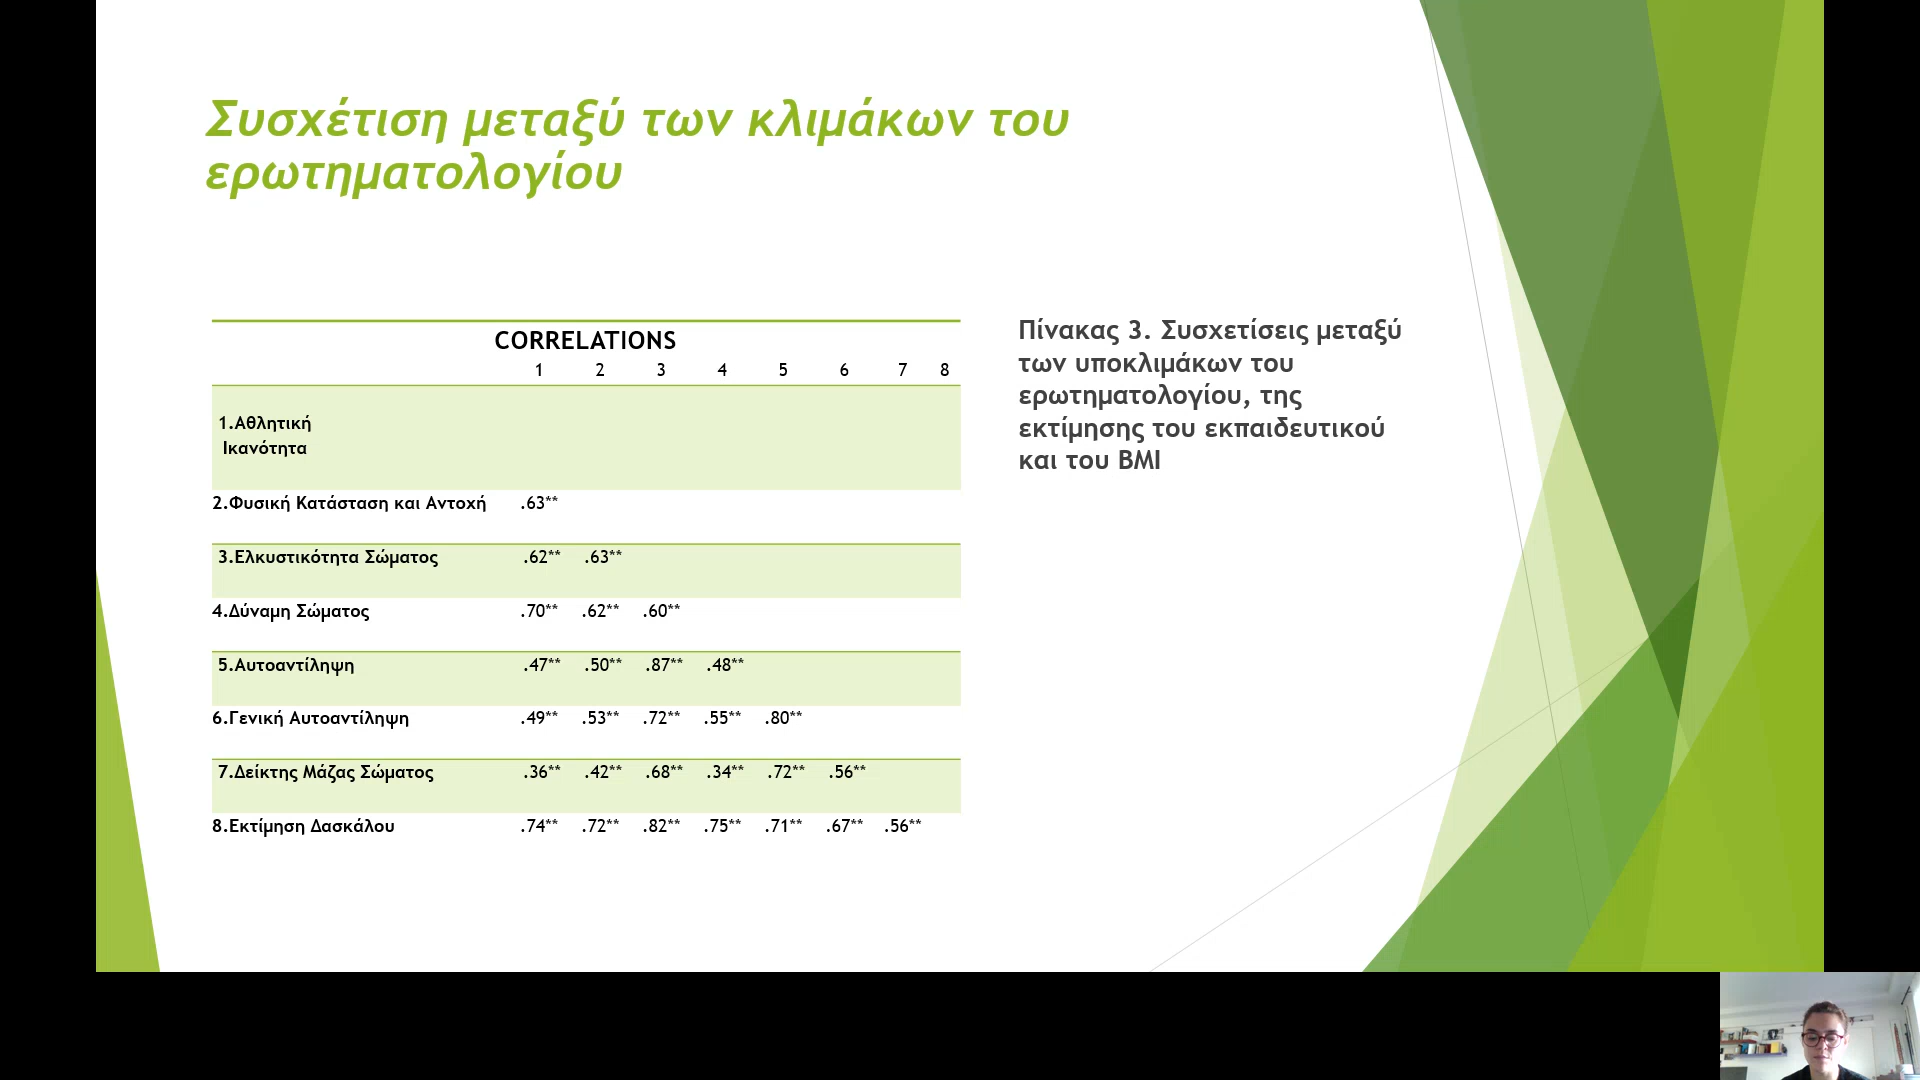 Συσχέτιση μεταξύ των κλιμάκων του
ερωτηματολογίου
CORRELATIONS
1 2 3 4 5 6 7 8
1.Αθλητική
Ικανότητα
2.Φυσική Κατάσταση και Αντοχή .63**
3.Ελκυστικότητα Σώματος .62** .63**
4.Δύναμη Σώματος .70** .62** .60**
5.Αυτοαντίληψη .47** .50** .87** .48**
6.Γενική Αυτοαντίληψη .49** .53** .72** .55** .80**
7.Δείκτης Μάζας Σώματος .36** .42** .68** .34** .72** .56**
8.Εκτίμηση Δασκάλου .74** .72** .82** .75** .71** .67** .56**
Πίνακας 3. Συσχετίσεις μεταξύ
των υποκλιμάκων του
ερωτηματολογίου, της
εκτίμησης του εκπαιδευτικού
και του BMI